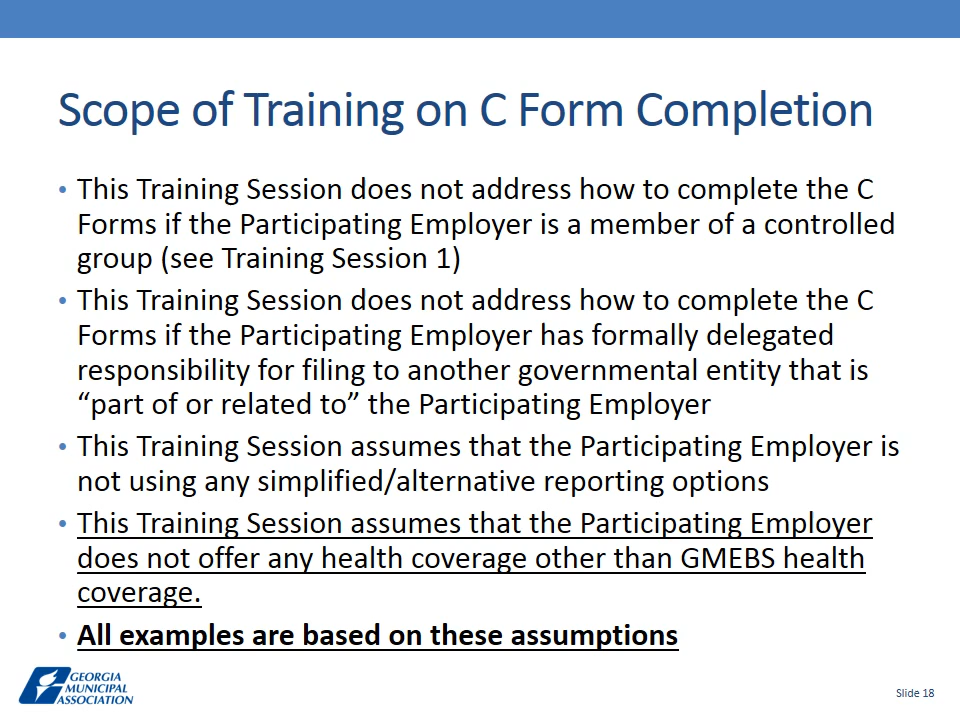 Scope of Training on C Form Completion
• This Training Session does not address how to complete the C
Forms if the Participating Employer is a member of a controlled
group (see Training Session 1)
• This Training Session does not address how to complete the C
Forms if the Participating Employer has formally delegated
responsibility for filing to another governmental entity that is
“part of or related to” the Participating Employer
• This Training Session assumes that the Participating Employer is
not using any simplified/alternative reporting options
• This Training Session assumes that the Participating Employer
does not offer any health coverage other than GMEBS health
coverage.
• All examples are based on these assumptions
GEORGIA
MUNICIPAL
ASSOCIATION
Slide 18